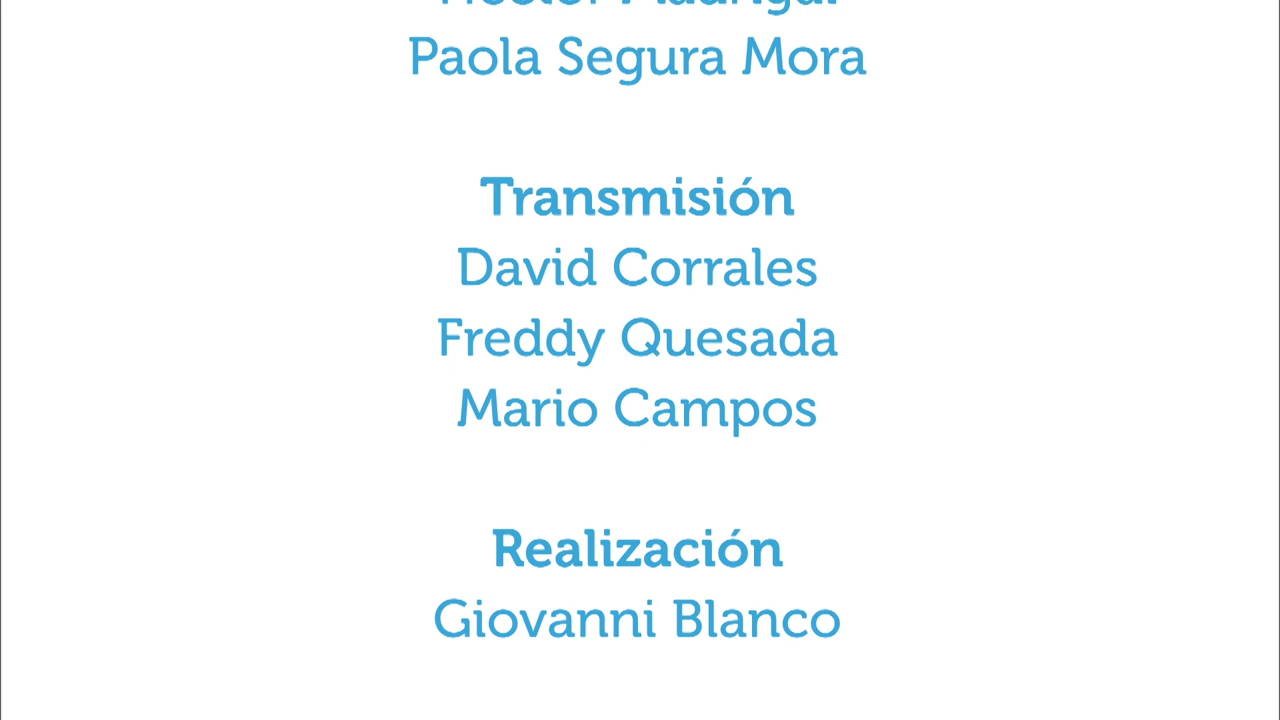 Paola Segura Mora
Transmisión
David Corrales
Freddy Quesada
Mario Campos
Realización
Giovanni Blanco